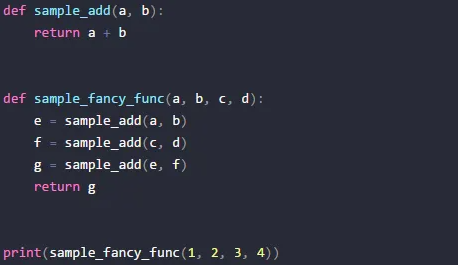 def sample_add(a, b):
    return a + b
def sample_fancy_func(a, b, c, d):
    e = sample_add(a, b)
    f = sample_add(c, d)
    g = sample_add(e, f)
    return g
print(sample_fancy_func(1, 2, 3, 4))